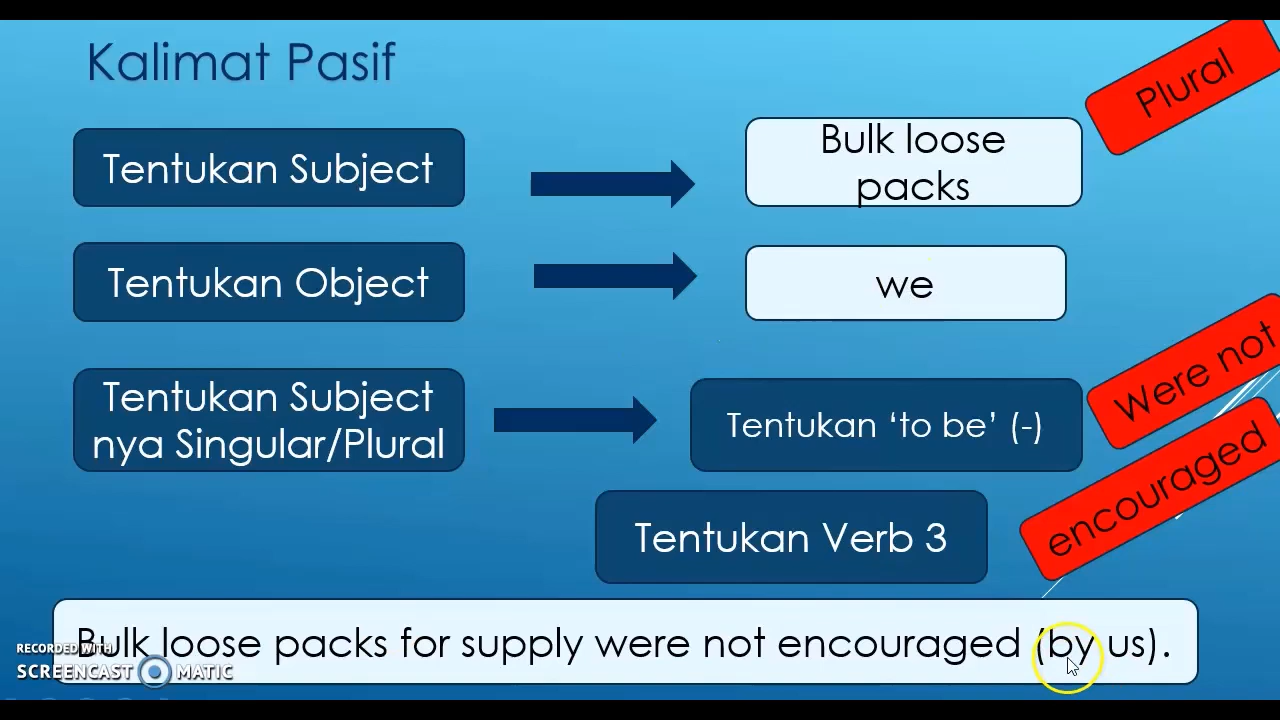 Kalimat Pasif
Plural
Tentukan Subject
Bulk loose
packs
Tentukan Object
we
Tentukan Subject
nya Singular/Plural
Tentukan ‘to be’ (-)
Were not
encouraged
Tentukan Verb 3
Bulk loose packs for supply were not encouraged (by us).
RECORDED WITH
SCREENCAST MATIC